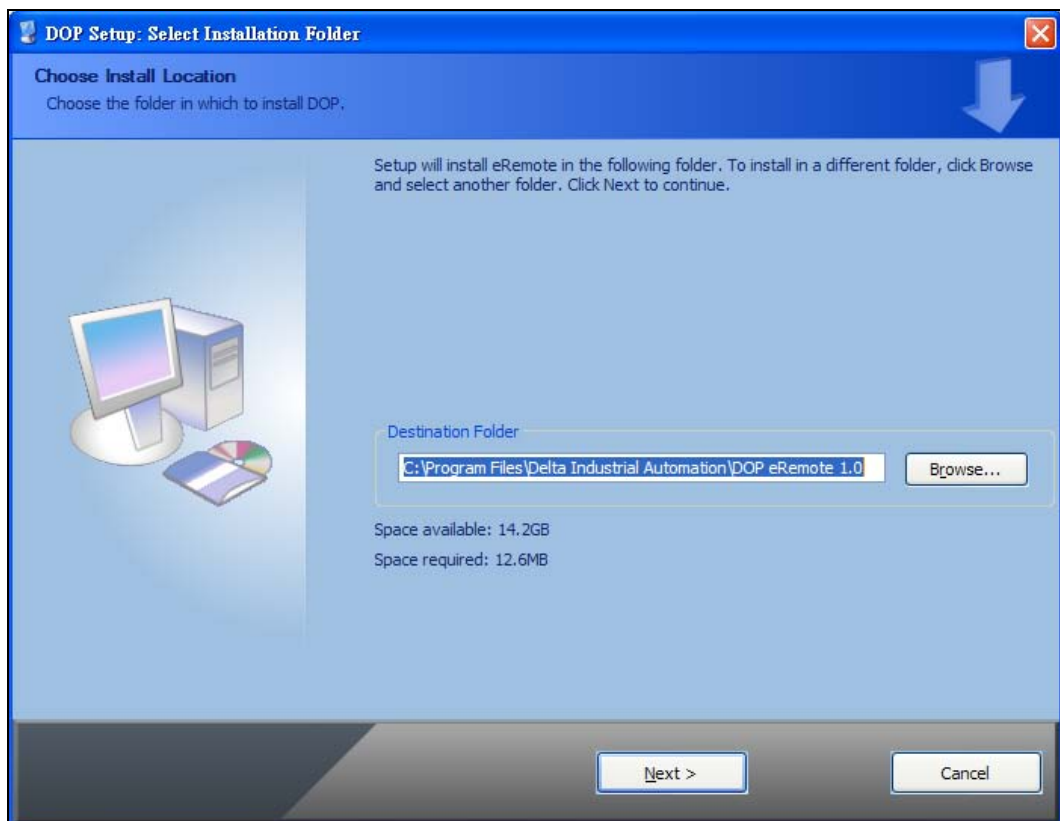 DOP Setup: Select Installation Folder
Choose Install Location
Choose the folder in which to install DOP.
Setup will install eRemote in the following folder. To install in a different folder, click Browse
and select another folder. Click Next to continue.
Destination Folder
C:\Program Files\Delta Industrial Automation\DOP eRemote 1.0
Browse...
Space available: 14.2GB
Space required: 12.6MB
Next >
Cancel